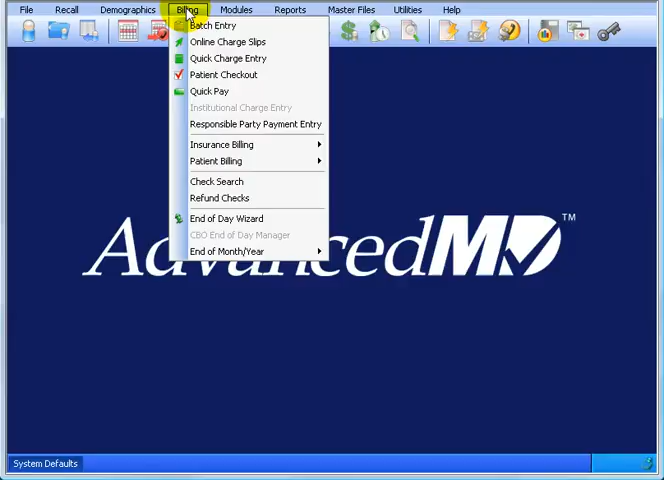 File Recall Demographics Billing Modules Reports Master Files Utilities Help
Batch Entry
Online Charge Slips
Quick Charge Entry
Patient Checkout
Quick Pay
Institutional Charge Entry
Responsible Party Payment Entry
Insurance Billing
Patient Billing
Check Search
Refund Checks
End of Day Wizard
CBO End of Day Manager
End of Month/Year
AdvancedMD™
System Defaults